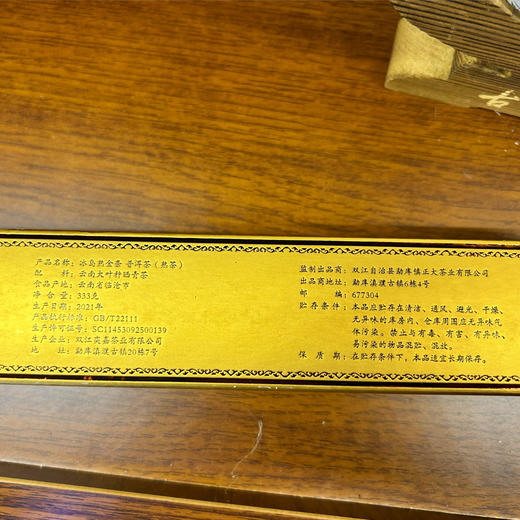 产品名称：冰岛熟金条 普洱茶（熟茶）
配 料：云南大叶种晒青茶
食品产地：云南省临沧市
净 含 量：333克
生产日期：2021年
产品执行标准：GB/T22111
生产许可证号：SC11453092500139
生产企业：双江奕嘉茶业有限公司
地 址：勐库滇濮古镇20栋7号
监制出品商：双江自治县勐库镇正大茶业有限公司
出品商地址：勐库滇濮古镇6栋4号
邮 编：677304
贮存条件：本品应贮存在清洁、通风、避光、干燥、
无异味的库房内、仓库周围应无异味气
体污染。禁止与有毒、有害、有异味、
易污染的物品混贮、混放。
保 质 期：在贮存条件下，本品适宜长期保存。